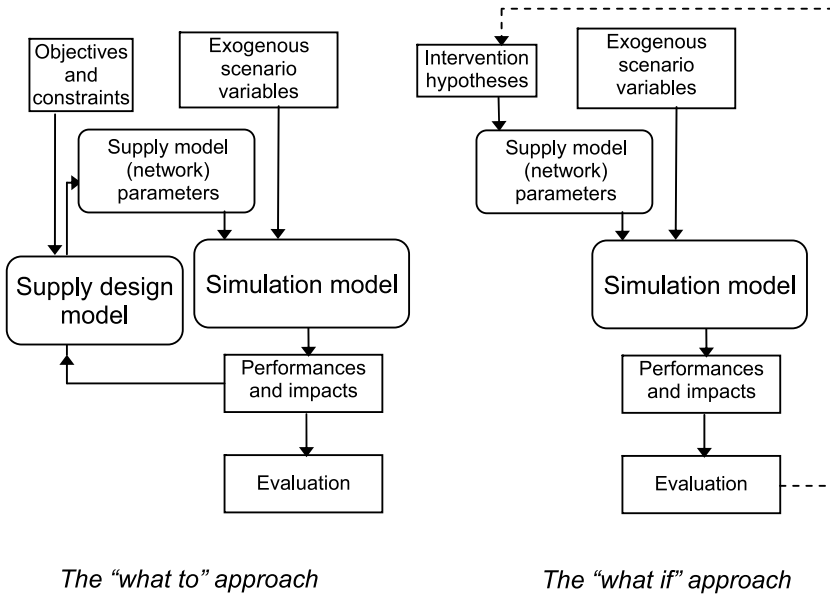 Objectives
and
constraints
Exogenous
scenario
variables
Supply model
(network)
parameters
Supply design
model
Simulation model
Performances
and impacts
Evaluation
The “what to” approach
Intervention
hypotheses
Exogenous
scenario
variables
Supply model
(network)
parameters
Simulation model
Performances
and impacts
Evaluation
The “what if” approach